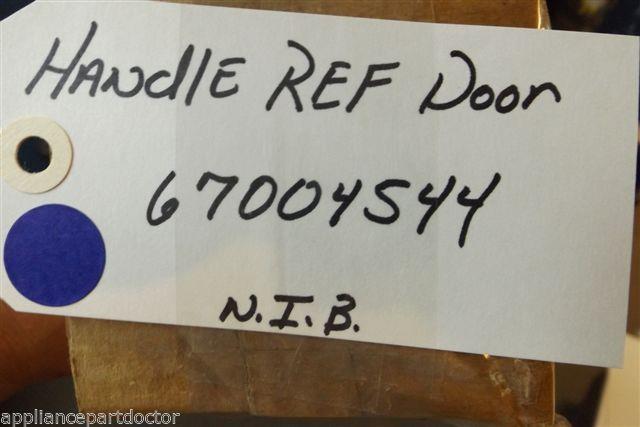 HANdlE REF Door
67004544
N.I.B.
© appliancepartdoctor